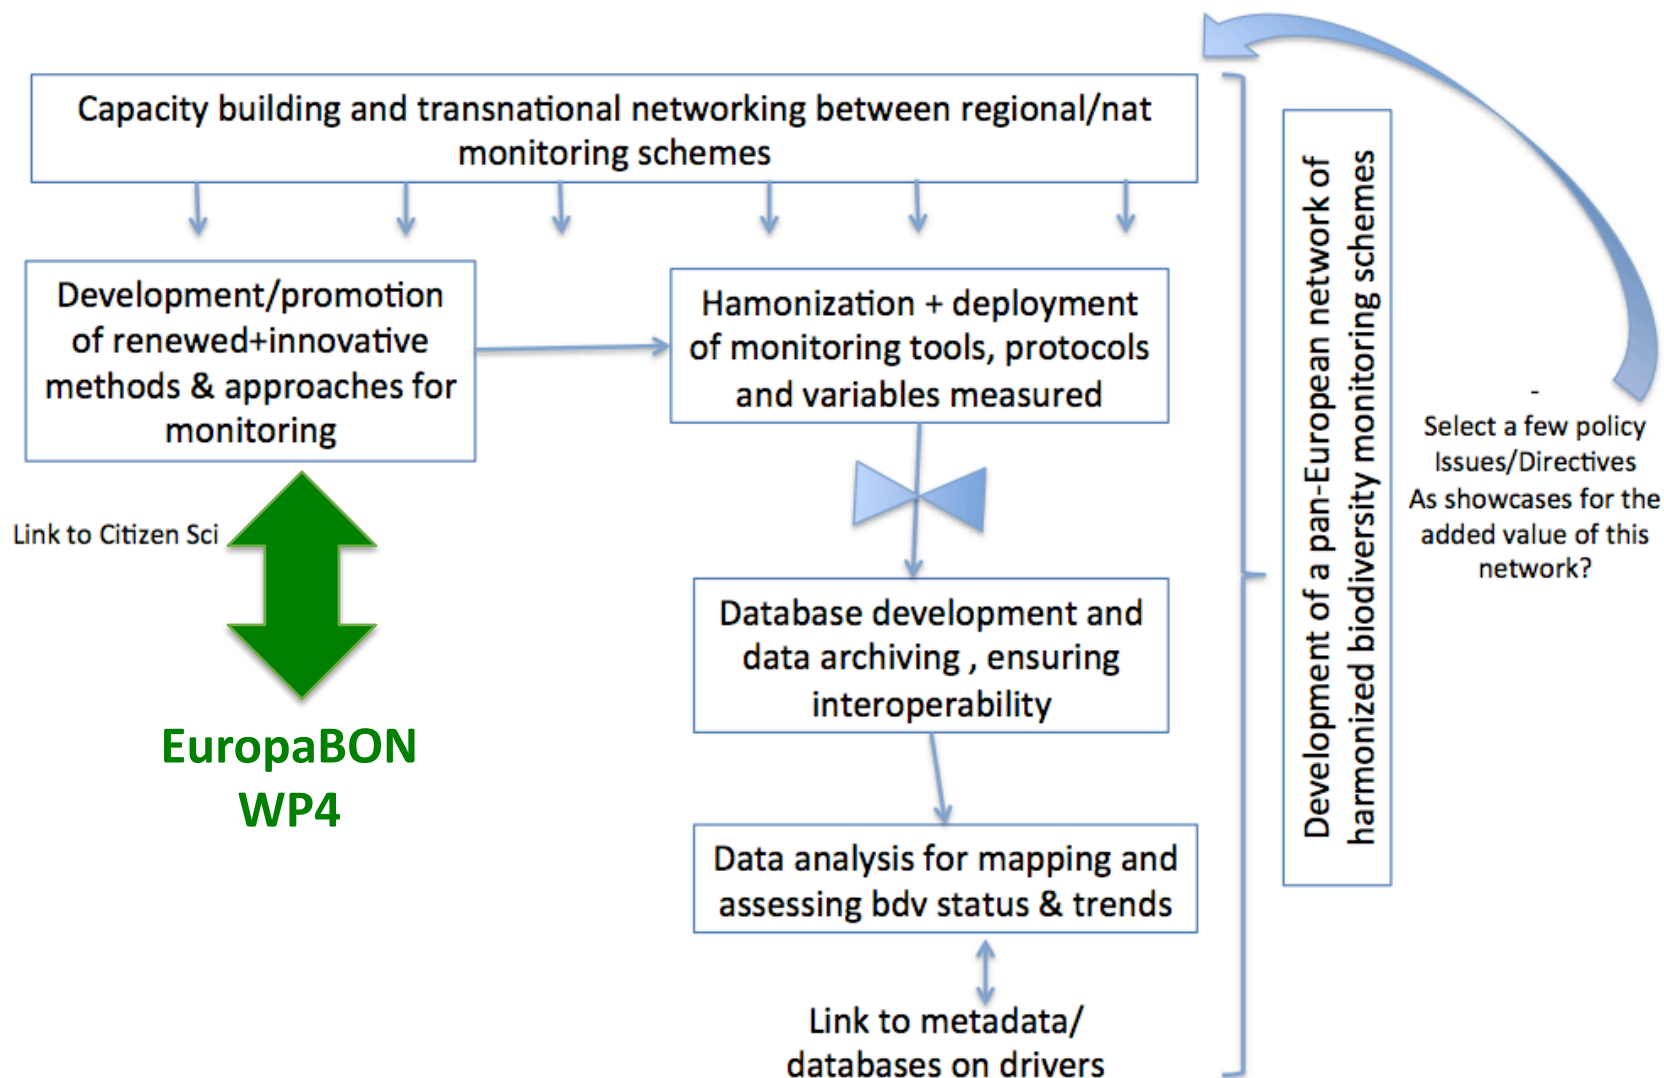 Capacity building and transnational networking between regional/nat
monitoring schemes
Development/promotion
of renewed+innovative
methods & approaches for
monitoring
Hamonization + deployment
of monitoring tools, protocols
and variables measured
Link to Citizen Sci
EuropaBON
WP4
Database development and
data archiving , ensuring
interoperability
Data analysis for mapping and
assessing bdv status & trends
Link to metadata/
databases on drivers
Development of a pan-European network of
harmonized biodiversity monitoring schemes
-
Select a few policy
Issues/Directives
As showcases for the
added value of this
network?